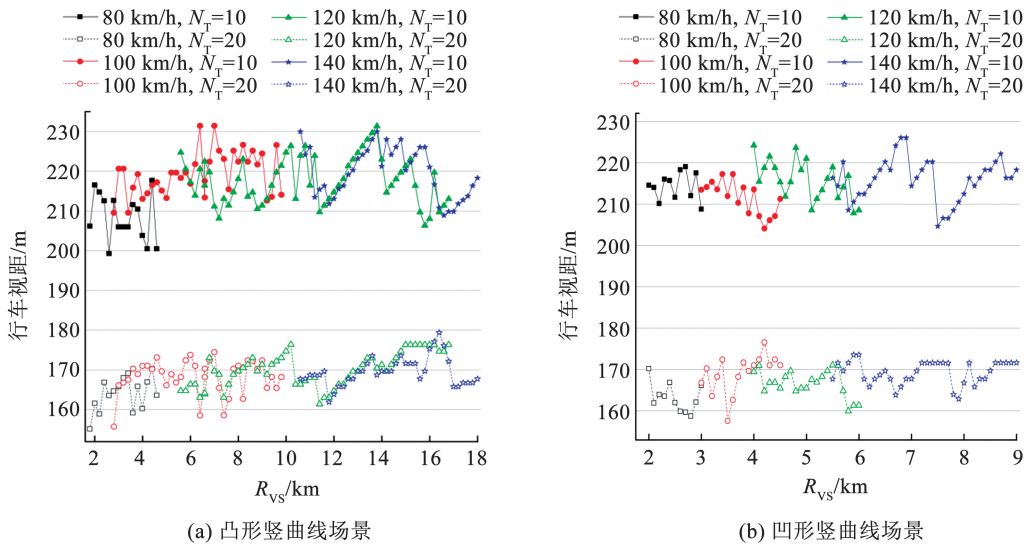 80 km/h, N_T=10
120 km/h, N_T=10
80 km/h, N_T=20
120 km/h, N_T=20
100 km/h, N_T=10
140 km/h, N_T=10
100 km/h, N_T=20
140 km/h, N_T=20
230
220
210
200
190
180
170
160
行车视距/m
2 4 6 8 10 12 14 16 18
R_VS/km
(a) 凸形竖曲线场景
80 km/h, N_T=10
120 km/h, N_T=10
80 km/h, N_T=20
120 km/h, N_T=20
100 km/h, N_T=10
140 km/h, N_T=10
100 km/h, N_T=20
140 km/h, N_T=20
230
220
210
200
190
180
170
160
150
行车视距/m
2 3 4 5 6 7 8 9
R_VS/km
(b) 凹形竖曲线场景